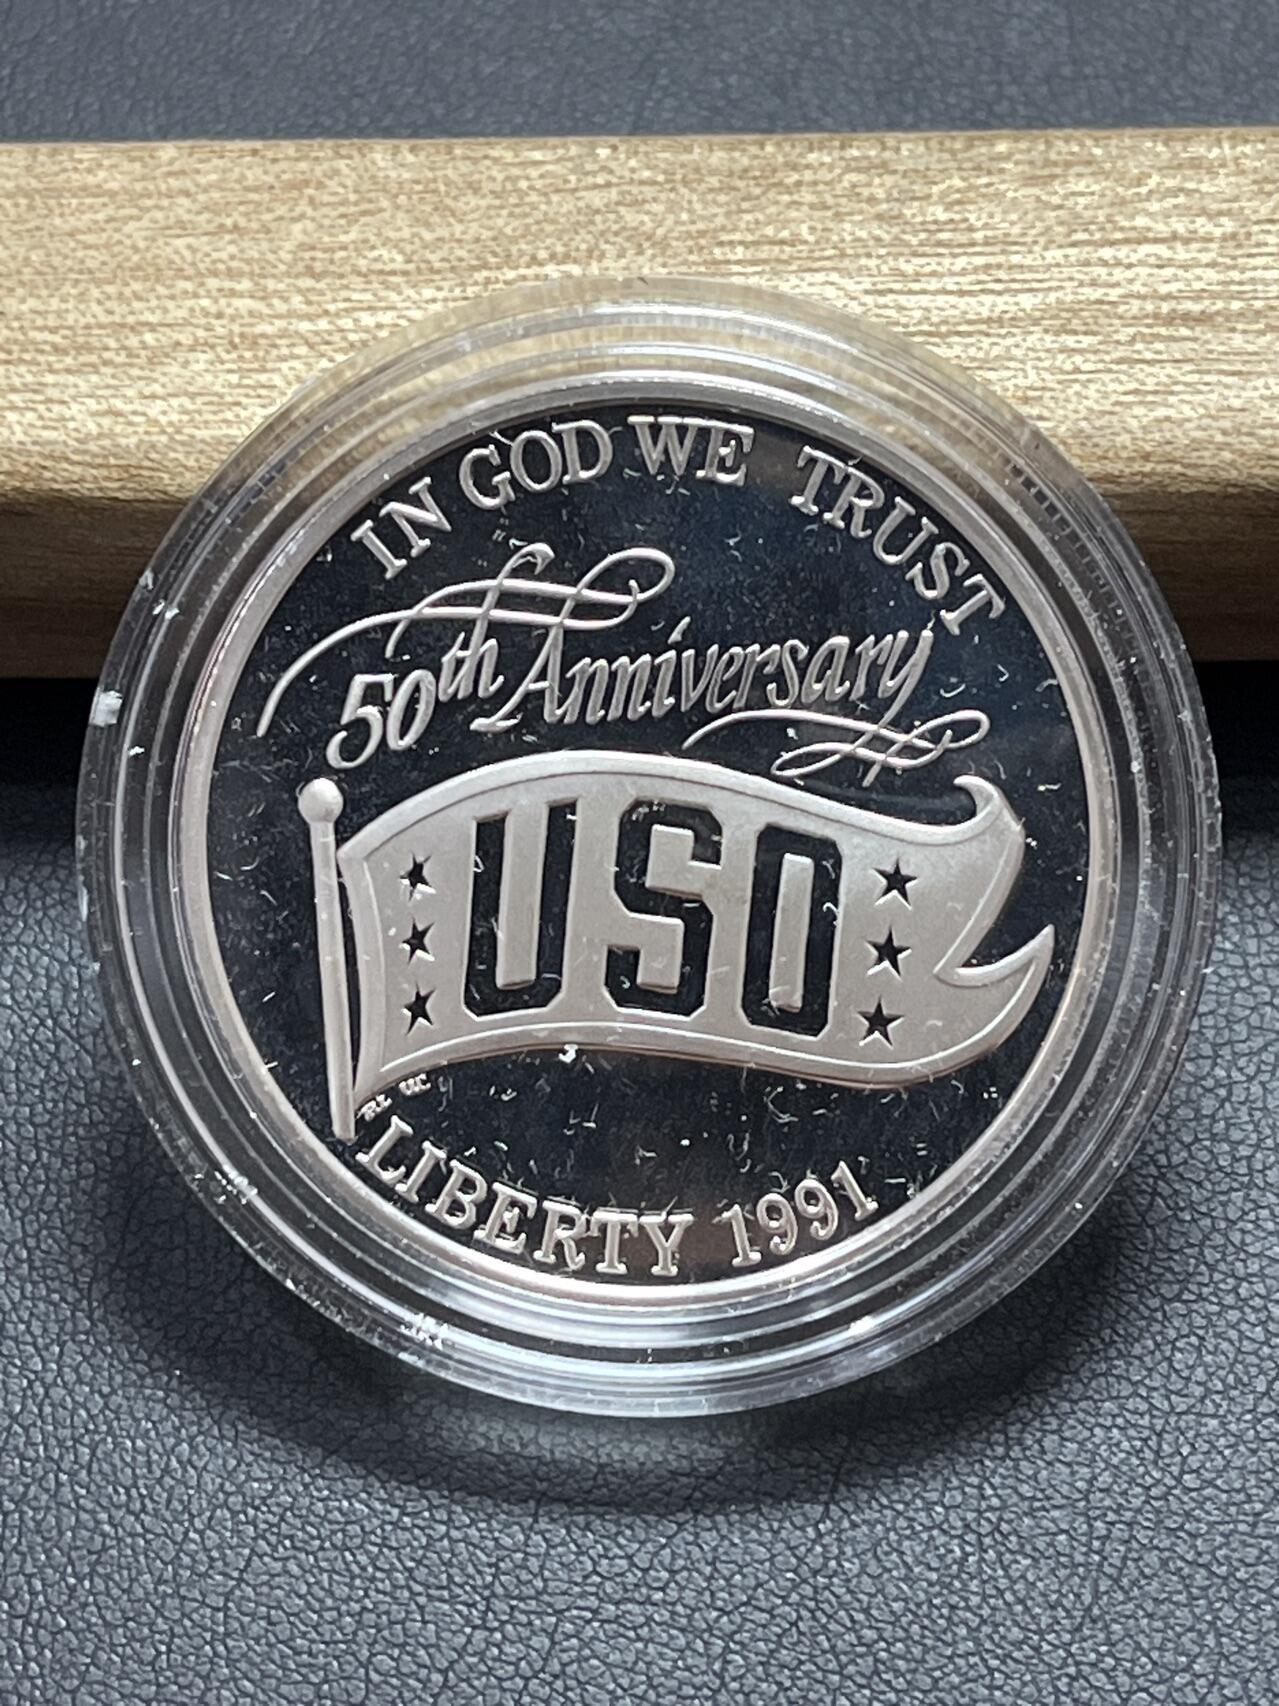 IN GOD WE TRUST
50th Anniversary
USO
LIBERTY 1991